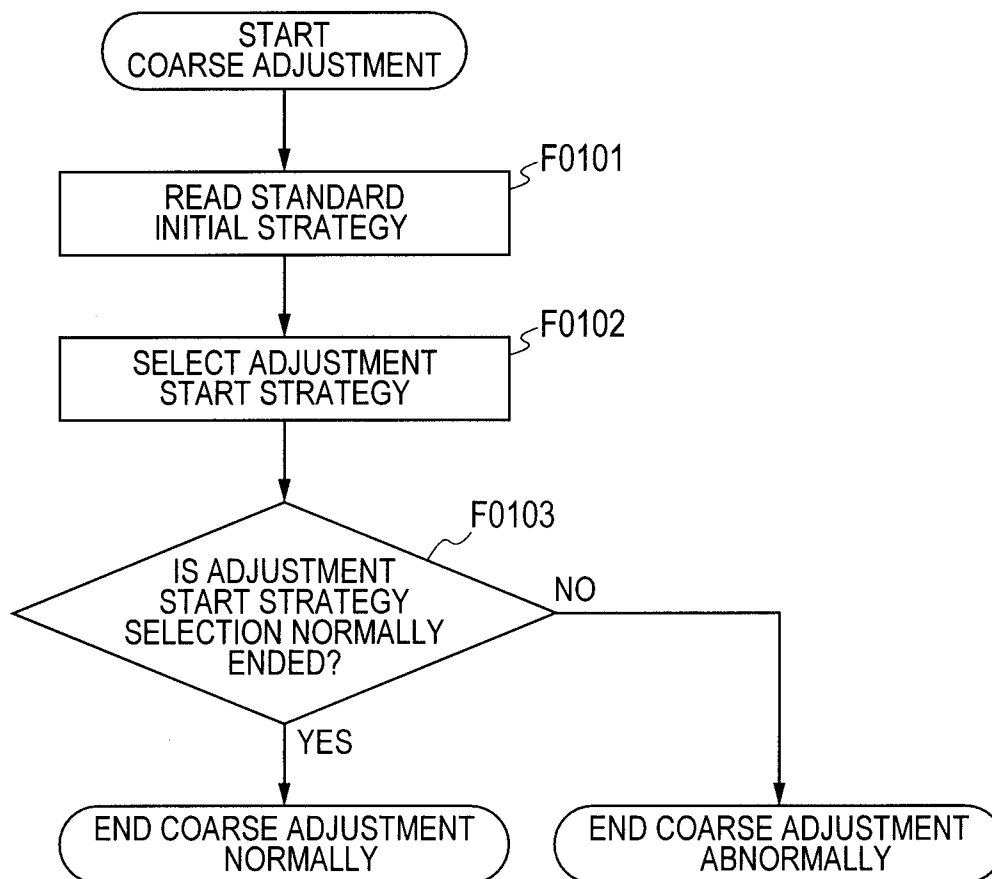 START
COARSE ADJUSTMENT
F0101
READ STANDARD
INITIAL STRATEGY
F0102
SELECT ADJUSTMENT
START STRATEGY
F0103
IS ADJUSTMENT
START STRATEGY
SELECTION NORMALLY
ENDED?
NO
YES
END COARSE ADJUSTMENT
NORMALLY
END COARSE ADJUSTMENT
ABNORMALLY